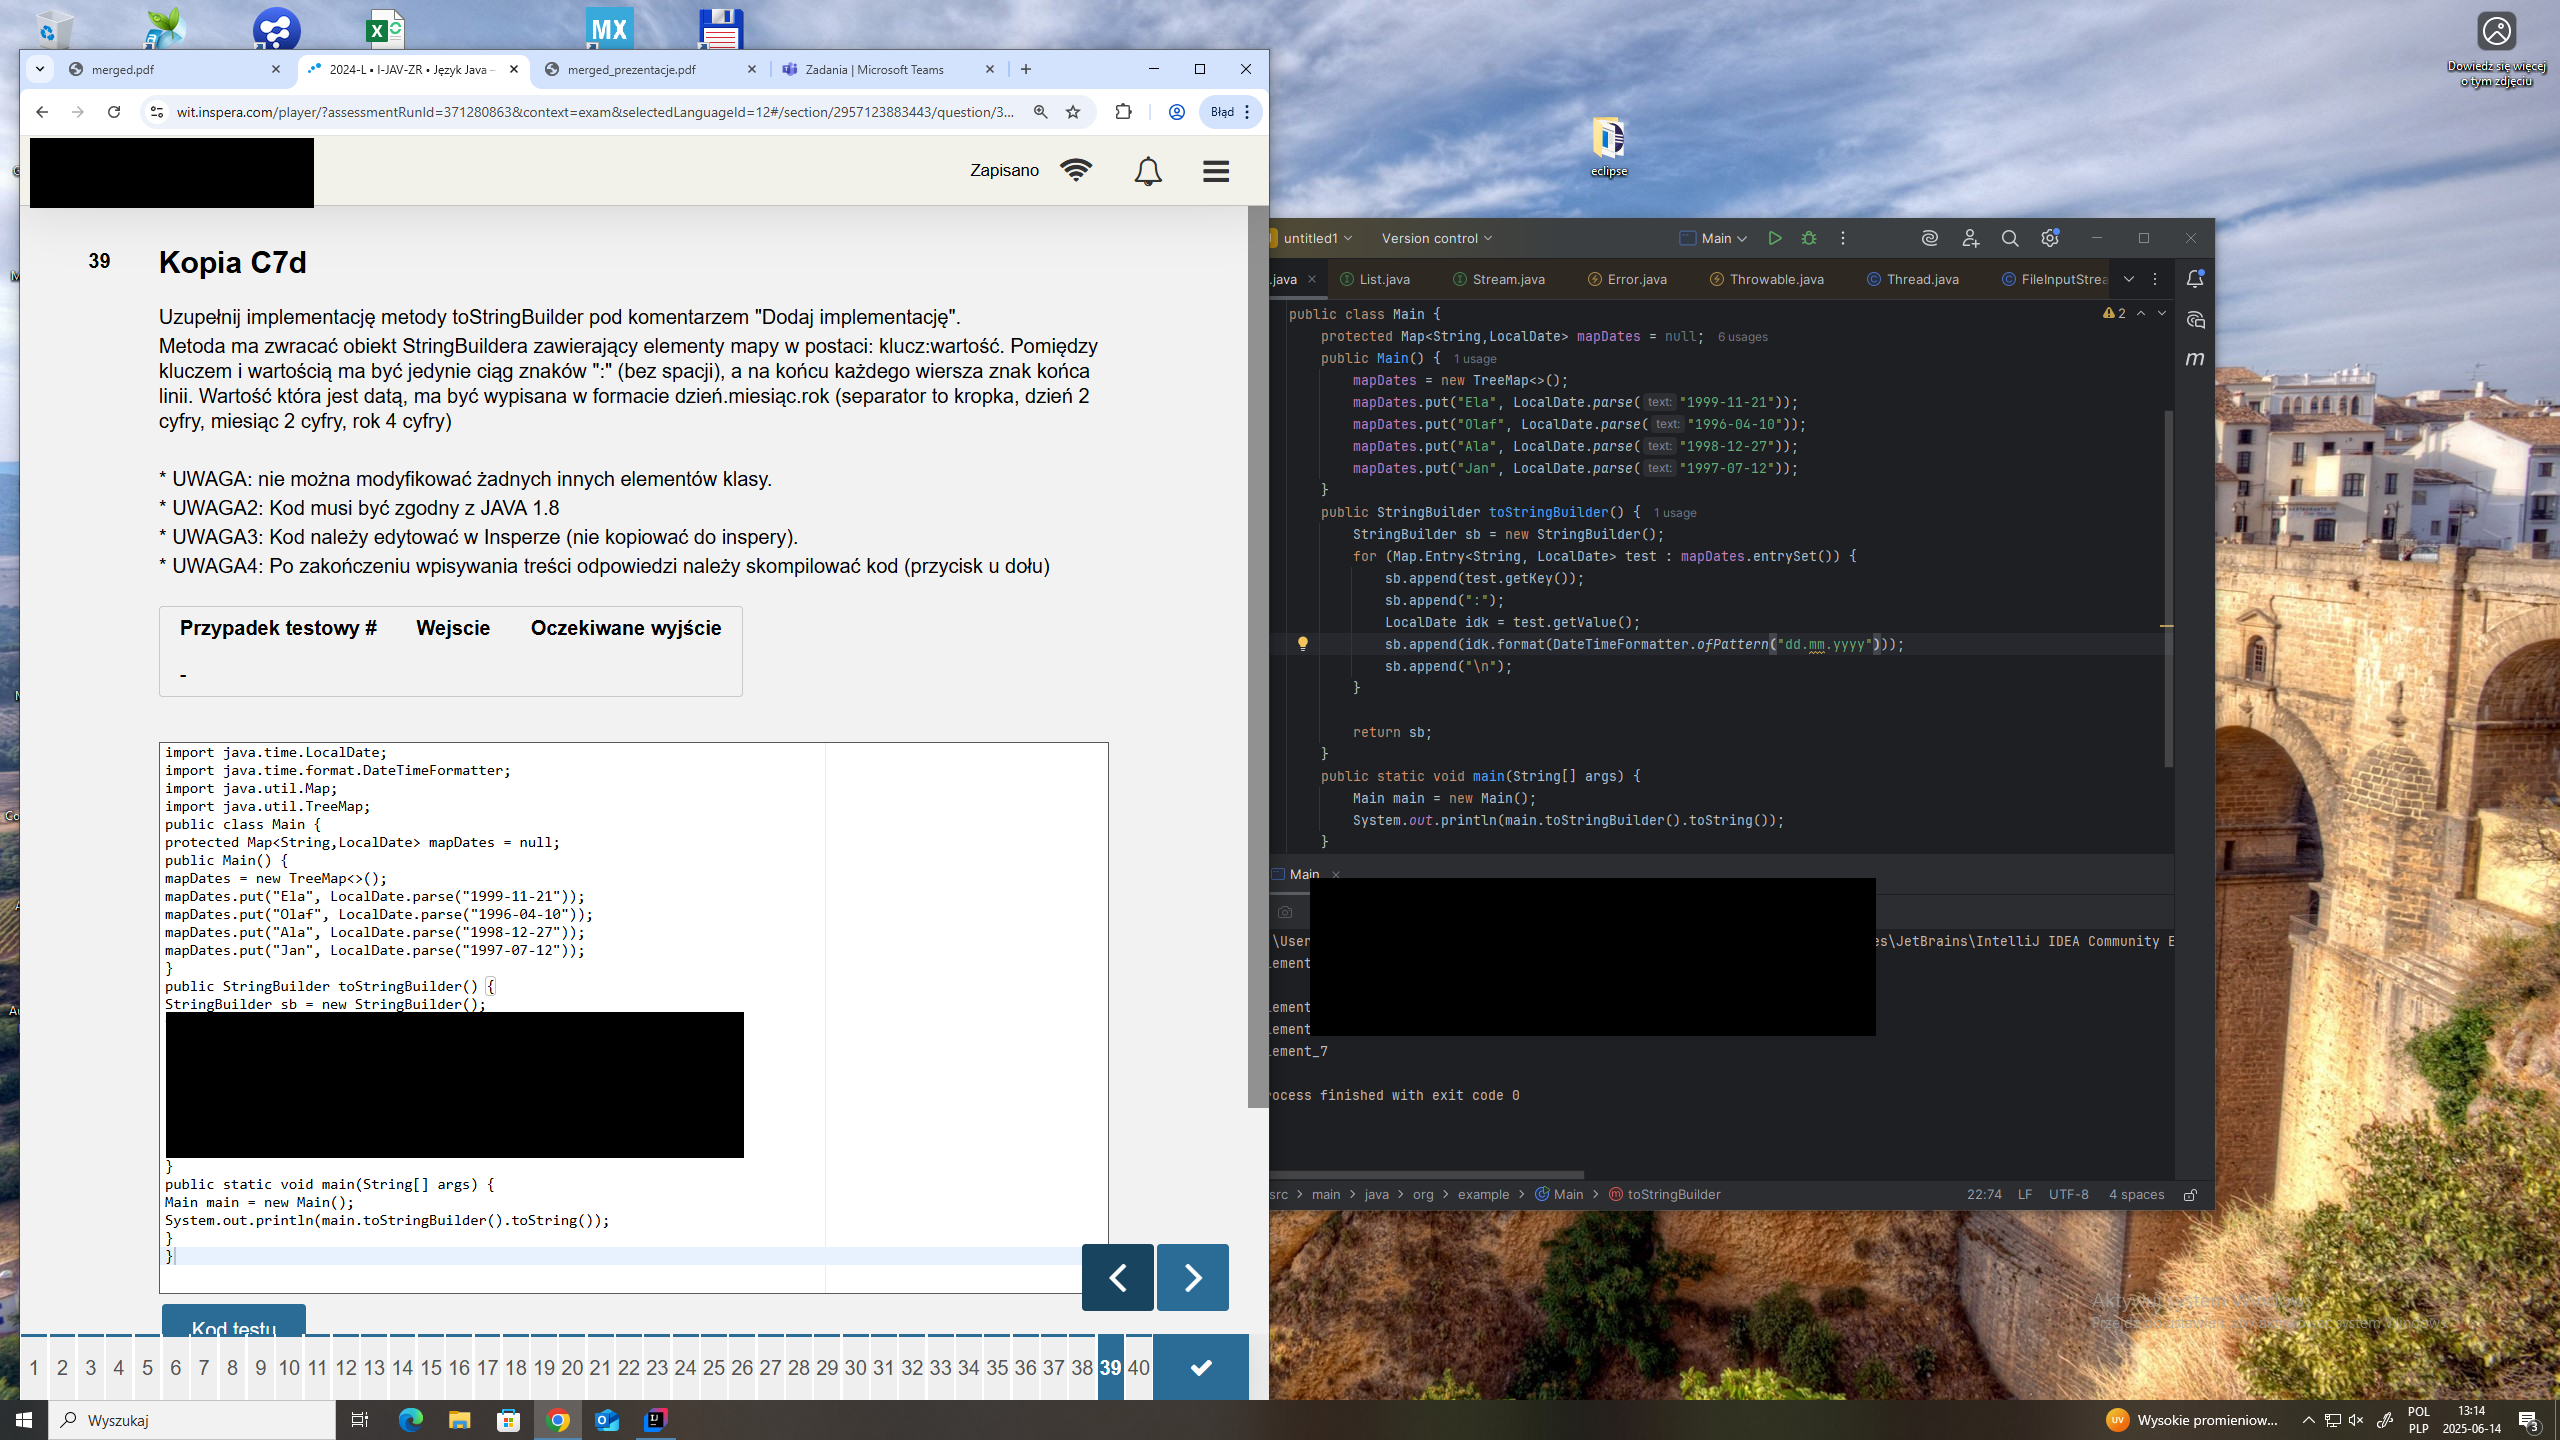 Dowiedz się więcej
o tym zdjęciu
eclipse
merged.pdf
2024-L • I-JAV-ZR • Język Java –
merged_prezentacje.pdf
Zadania | Microsoft Teams
wit.inspera.com/player/?assessmentRunId=371280863&context=exam&selectedLanguageId=12#/section/2957123883443/question/3...
Błąd
Zapisano
39
Kopia C7d
Uzupełnij implementację metody toStringBuilder pod komentarzem "Dodaj implementację".
Metoda ma zwracać obiekt StringBuildera zawierający elementy mapy w postaci: klucz:wartość. Pomiędzy
kluczem i wartością ma być jedynie ciąg znaków ":" (bez spacji), a na końcu każdego wiersza znak końca
linii. Wartość która jest datą, ma być wypisana w formacie dzień.miesiąc.rok (separator to kropka, dzień 2
cyfry, miesiąc 2 cyfry, rok 4 cyfry)
* UWAGA: nie można modyfikować żadnych innych elementów klasy.
* UWAGA2: Kod musi być zgodny z JAVA 1.8
* UWAGA3: Kod należy edytować w Insperze (nie kopiować do inspery).
* UWAGA4: Po zakończeniu wpisywania treści odpowiedzi należy skompilować kod (przycisk u dołu)
Przypadek testowy # Wejscie Oczekiwane wyjście
-
import java.time.LocalDate;
import java.time.format.DateTimeFormatter;
import java.util.Map;
import java.util.TreeMap;
public class Main {
protected Map<String,LocalDate> mapDates = null;
public Main() {
mapDates = new TreeMap<>();
mapDates.put("Ela", LocalDate.parse("1999-11-21"));
mapDates.put("Olaf", LocalDate.parse("1996-04-10"));
mapDates.put("Ala", LocalDate.parse("1998-12-27"));
mapDates.put("Jan", LocalDate.parse("1997-07-12"));
}
public StringBuilder toStringBuilder() {
StringBuilder sb = new StringBuilder();
}
public static void main(String[] args) {
Main main = new Main();
System.out.println(main.toStringBuilder().toString());
}
}
Kod testu
1 2 3 4 5 6 7 8 9 10 11 12 13 14 15 16 17 18 19 20 21 22 23 24 25 26 27 28 29 30 31 32 33 34 35 36 37 38 39 40
untitled1
Version control
Main
.java
List.java
Stream.java
Error.java
Throwable.java
Thread.java
FileInputStrea
public class Main {
2
protected Map<String,LocalDate> mapDates = null; 6 usages
public Main() { 1 usage
mapDates = new TreeMap<>();
mapDates.put("Ela", LocalDate.parse( text: "1999-11-21"));
mapDates.put("Olaf", LocalDate.parse( text: "1996-04-10"));
mapDates.put("Ala", LocalDate.parse( text: "1998-12-27"));
mapDates.put("Jan", LocalDate.parse( text: "1997-07-12"));
}
public StringBuilder toStringBuilder() { 1 usage
StringBuilder sb = new StringBuilder();
for (Map.Entry<String, LocalDate> test : mapDates.entrySet()) {
sb.append(test.getKey());
sb.append(":");
LocalDate idk = test.getValue();
sb.append(idk.format(DateTimeFormatter.ofPattern("dd.mm.yyyy")));
sb.append("\n");
}
return sb;
}
public static void main(String[] args) {
Main main = new Main();
System.out.println(main.toStringBuilder().toString());
}
Main
\User
es\JetBrains\IntelliJ IDEA Community E
lement
lement
lement
lement_7
rocess finished with exit code 0
src > main > java > org > example > Main > toStringBuilder
22:74 LF UTF-8 4 spaces
Wyszukaj
UV
Wysokie promieniow...
POL
PLP
13:14
2025-06-14
3